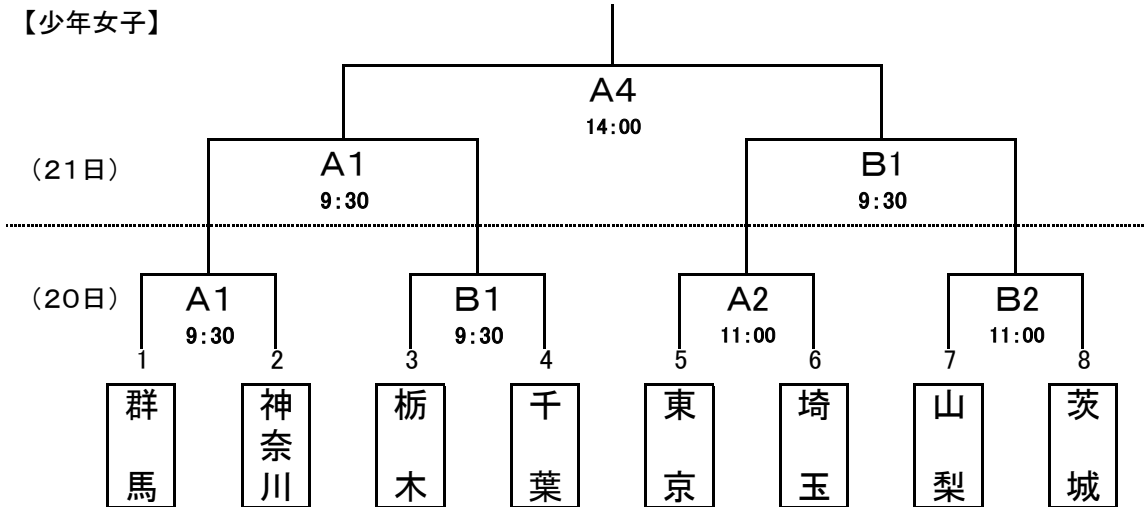 【少年女子】
A4
14:00
(21日)
A1
9:30
B1
9:30
(20日)
A1
9:30
B1
9:30
A2
11:00
B2
11:00
1
2
3
4
5
6
7
8
群馬
神奈川
栃木
千葉
東京
埼玉
山梨
茨城